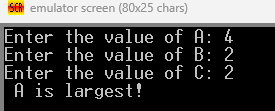 SCR
emulator screen (80x25 chars)
Enter the value of A: 4
Enter the value of B: 2
Enter the value of C: 2
A is largest!